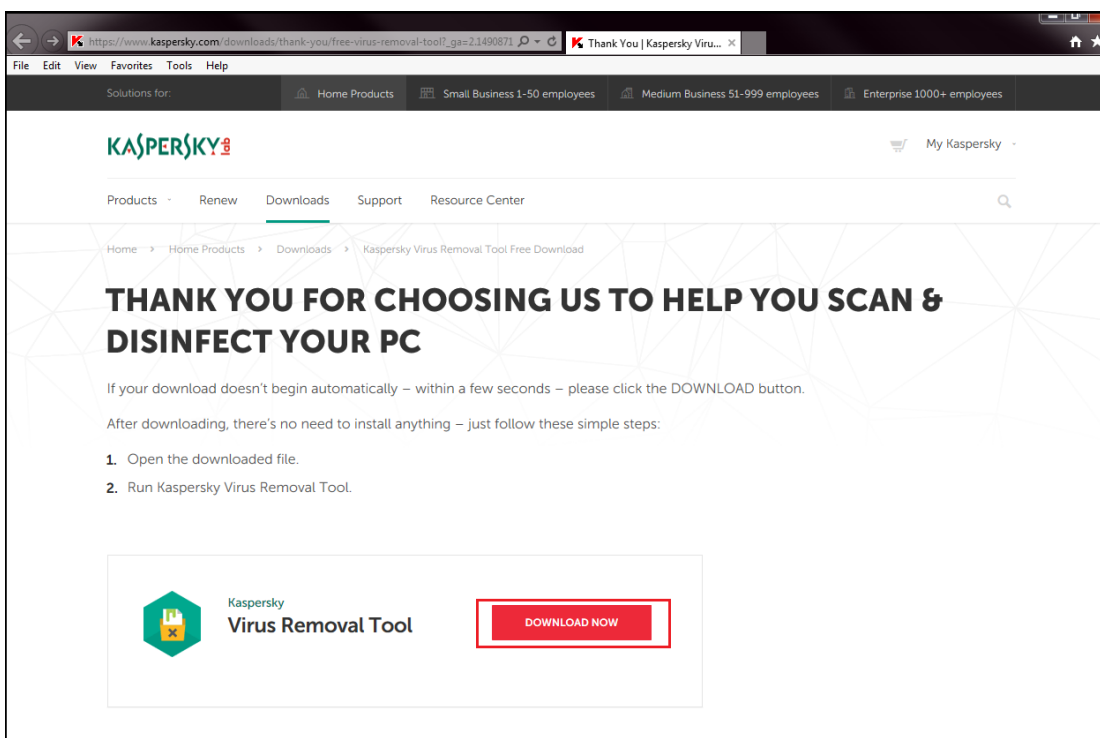 https://www.kaspersky.com/downloads/thank-you/free-virus-removal-tool?_ga=2.1490871
Thank You | Kaspersky Viru...
File Edit View Favorites Tools Help
Solutions for: Home Products Small Business 1-50 employees Medium Business 51-999 employees Enterprise 1000+ employees
KASPERSKY lab
My Kaspersky
Products Renew Downloads Support Resource Center
Home > Home Products > Downloads > Kaspersky Virus Removal Tool Free Download
THANK YOU FOR CHOOSING US TO HELP YOU SCAN &
DISINFECT YOUR PC
If your download doesn't begin automatically – within a few seconds – please click the DOWNLOAD button.
After downloading, there's no need to install anything – just follow these simple steps:
1. Open the downloaded file.
2. Run Kaspersky Virus Removal Tool.
Kaspersky
Virus Removal Tool
DOWNLOAD NOW